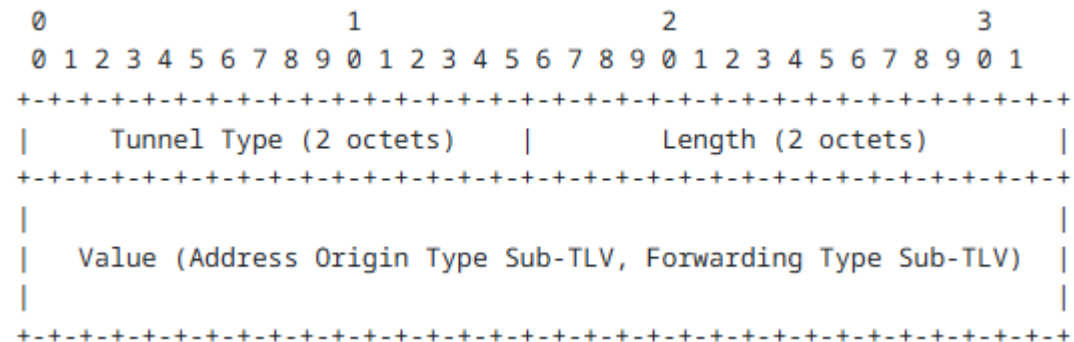 0                   1                   2                   3
0 1 2 3 4 5 6 7 8 9 0 1 2 3 4 5 6 7 8 9 0 1 2 3 4 5 6 7 8 9 0 1
+-+-+-+-+-+-+-+-+-+-+-+-+-+-+-+-+-+-+-+-+-+-+-+-+-+-+-+-+-+-+-+-+
|     Tunnel Type (2 octets)    |        Length (2 octets)        |
+-+-+-+-+-+-+-+-+-+-+-+-+-+-+-+-+-+-+-+-+-+-+-+-+-+-+-+-+-+-+-+-+
|                                                                 |
|   Value (Address Origin Type Sub-TLV, Forwarding Type Sub-TLV)  |
|                                                                 |
+-+-+-+-+-+-+-+-+-+-+-+-+-+-+-+-+-+-+-+-+-+-+-+-+-+-+-+-+-+-+-+-+